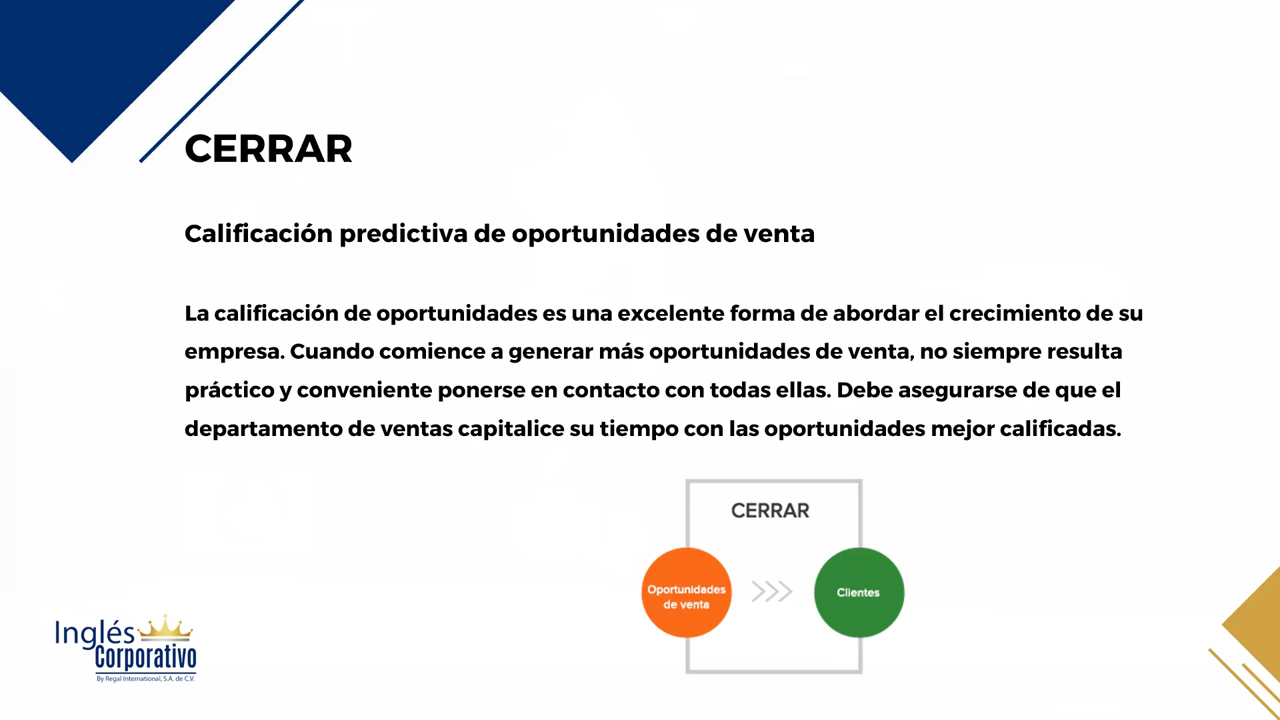 CERRAR
Calificación predictiva de oportunidades de venta
La calificación de oportunidades es una excelente forma de abordar el crecimiento de su
empresa. Cuando comience a generar más oportunidades de venta, no siempre resulta
práctico y conveniente ponerse en contacto con todas ellas. Debe asegurarse de que el
departamento de ventas capitalice su tiempo con las oportunidades mejor calificadas.
CERRAR
Oportunidades
de venta
Clientes
Inglés
Corporativo
By Regal International, S.A. de C.V.